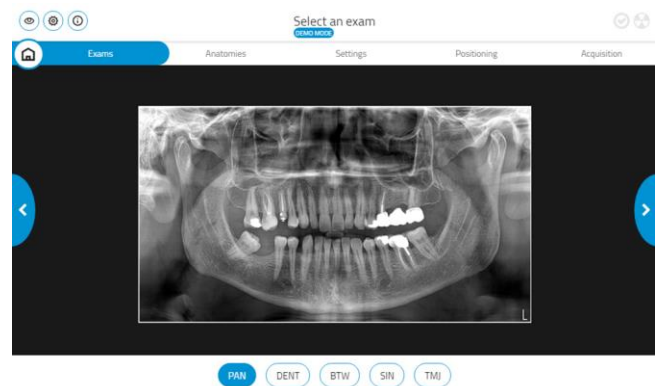 Select an exam
DEMO MODE
Exams Anatomies Settings Positioning Acquisition
L
PAN DENT BTW SIN TMJ